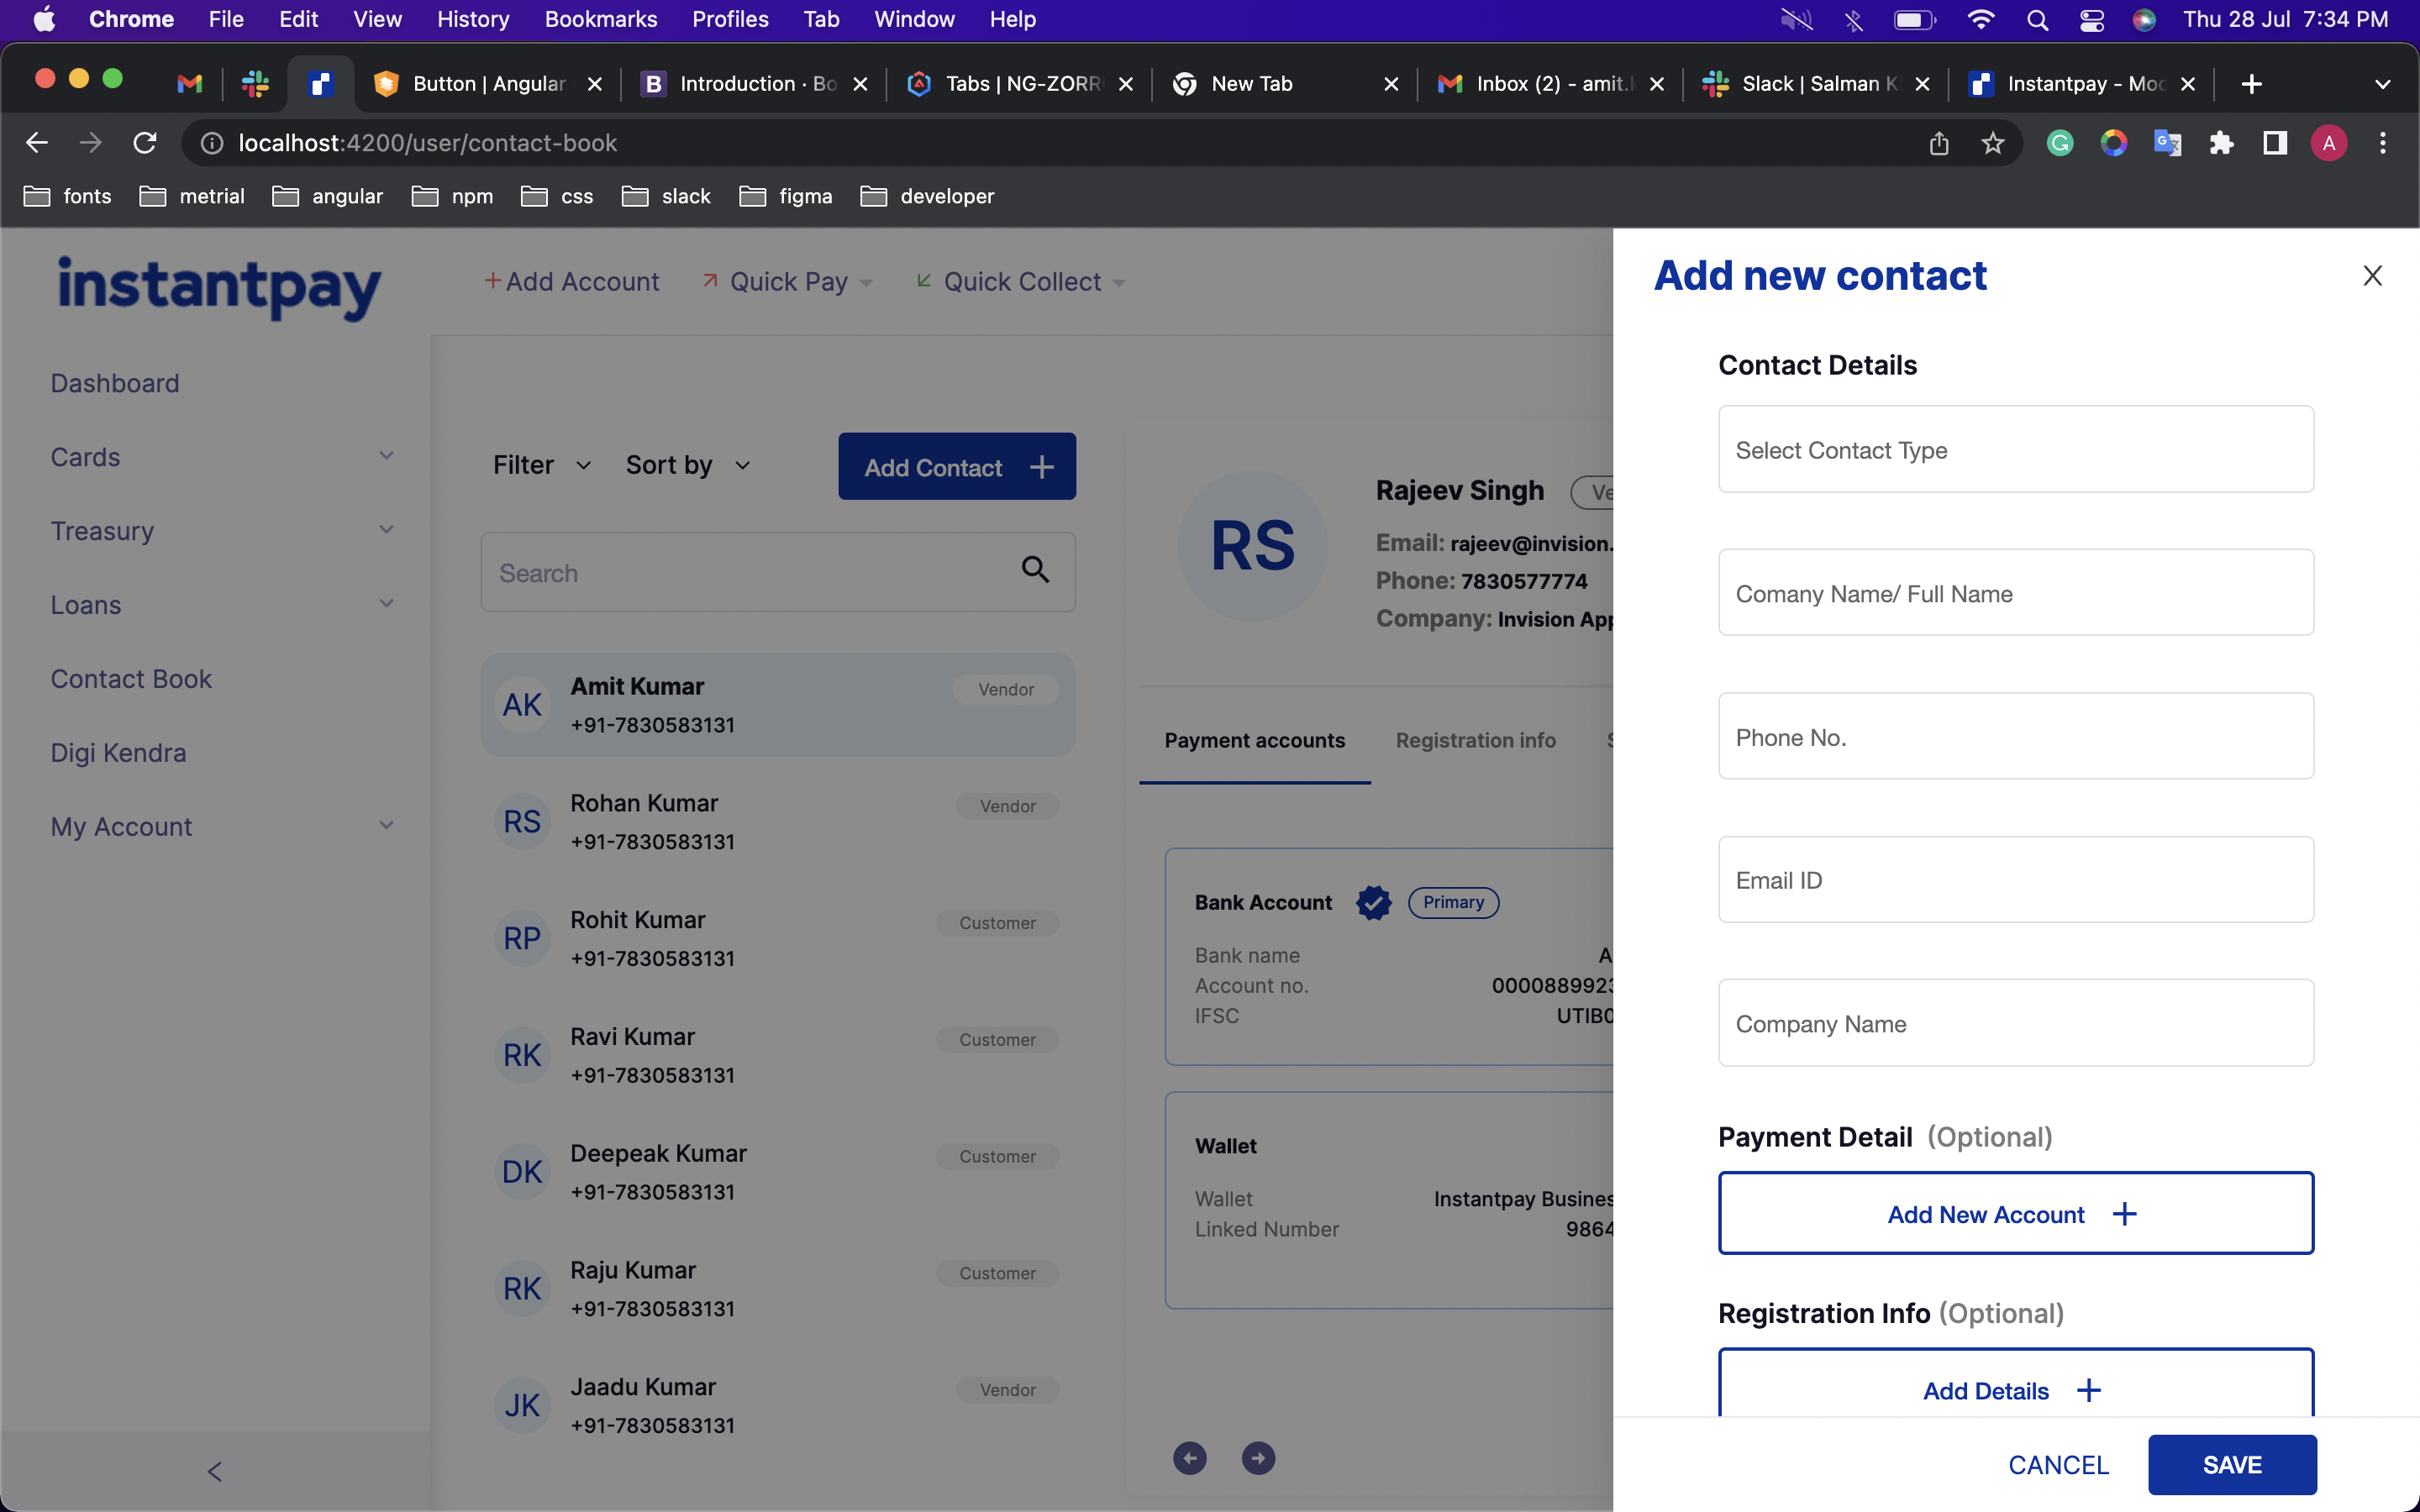 Chrome File Edit View History Bookmarks Profiles Tab Window Help Thu 28 Jul 7:34 PM
Button | Angular Introduction · Bo Tabs | NG-ZORR New Tab Inbox (2) - amit.k Slack | Salman K Instantpay - Moc
localhost:4200/user/contact-book A
fonts metrial angular npm css slack figma developer
instantpay
Add Account Quick Pay Quick Collect
Dashboard
Cards
Treasury
Loans
Contact Book
Digi Kendra
My Account
Filter Sort by Add Contact
Search
AK Amit Kumar Vendor
+91-7830583131
RS Rohan Kumar Vendor
+91-7830583131
RP Rohit Kumar Customer
+91-7830583131
RK Ravi Kumar Customer
+91-7830583131
DK Deepeak Kumar Customer
+91-7830583131
RK Raju Kumar Customer
+91-7830583131
JK Jaadu Kumar Vendor
+91-7830583131
RS
Rajeev Singh Ve
Email: rajeev@invision.
Phone: 7830577774
Company: Invision App
Payment accounts Registration info S
Bank Account Primary
Bank name A
Account no. 0000889923
IFSC UTIB0
Wallet
Wallet Instantpay Busines
Linked Number 9864
Add new contact
Contact Details
Select Contact Type
Comany Name/ Full Name
Phone No.
Email ID
Company Name
Payment Detail (Optional)
Add New Account
Registration Info (Optional)
Add Details
CANCEL SAVE